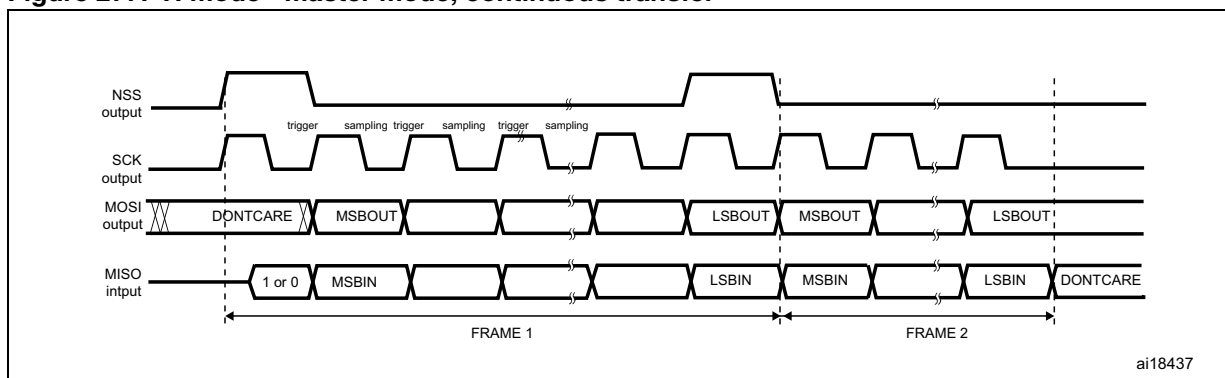 Figure 277. TI mode - Master mode, continuous transfer
NSS
output
trigger sampling trigger sampling trigger sampling
SCK
output
MOSI
output
DONTCARE MSBOUT LSBOUT MSBOUT LSBOUT
MISO
intput
1 or 0 MSBIN LSBIN MSBIN LSBIN DONTCARE
FRAME 1 FRAME 2
ai18437